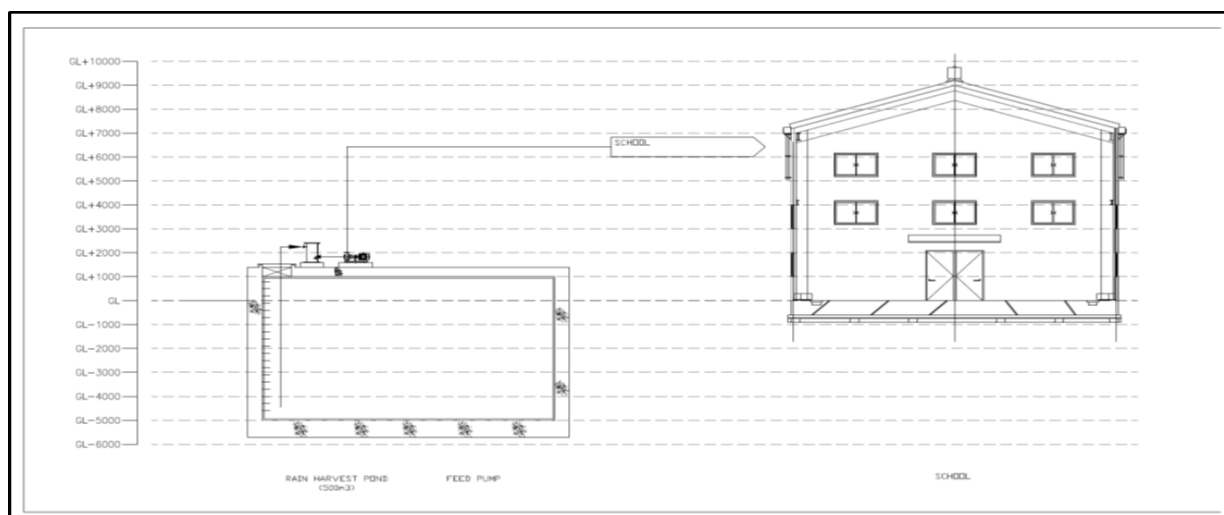 GL+10000
GL+9000
GL+8000
GL+7000
GL+6000
GL+5000
GL+4000
GL+3000
GL+2000
GL+1000
GL
GL-1000
GL-2000
GL-3000
GL-4000
GL-5000
GL-6000
SCHOOL
RAIN HARVEST POND
(500m3)
FEED PUMP
SCHOOL